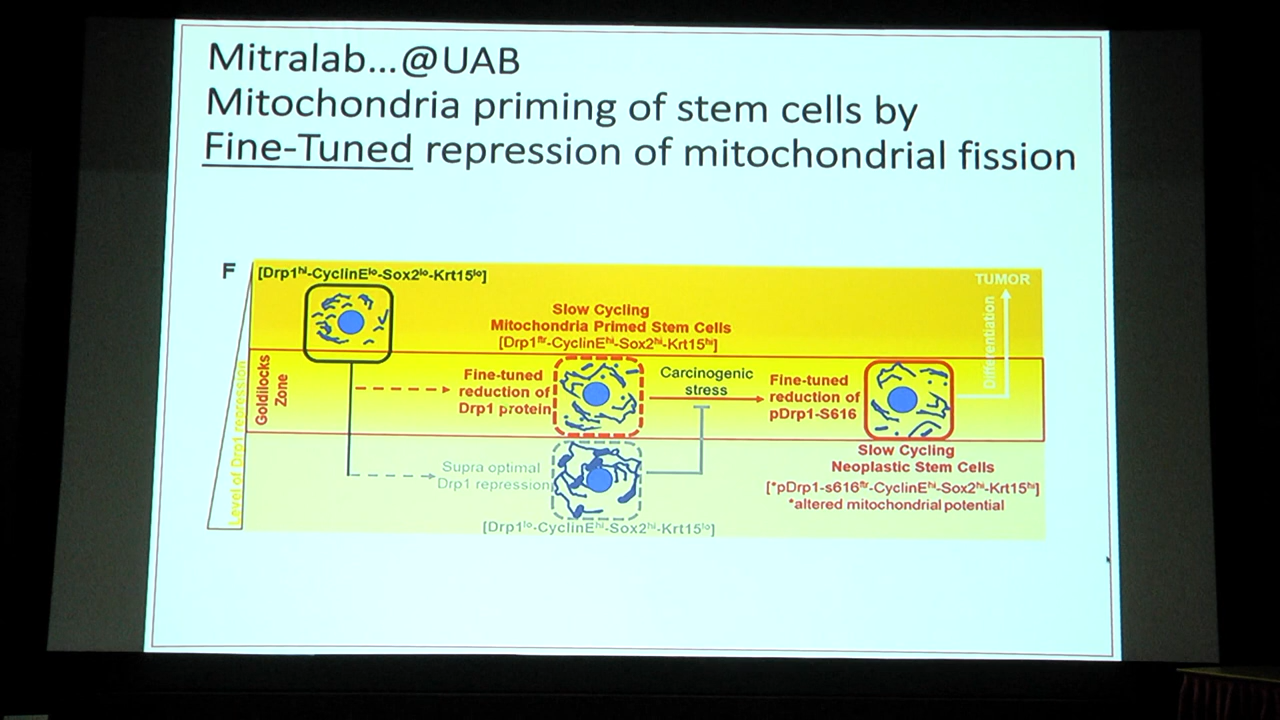 Mitralab...@UAB
Mitochondria priming of stem cells by
Fine-Tuned repression of mitochondrial fission
F
[Drp1ʰⁱ-CyclinEˡᵒ-Sox2ˡᵒ-Krt15ˡᵒ]
TUMOR
Differentiation
Slow Cycling
Mitochondria Primed Stem Cells
[Drp1ᶠᵗʳ-CyclinEʰⁱ-Sox2ʰⁱ-Krt15ʰⁱ]
Level of Drp1 repression
Goldilocks
Zone
Fine-tuned
reduction of
Drp1 protein
Carcinogenic
stress
Fine-tuned
reduction of
pDrp1-S616
Supra optimal
Drp1 repression
[Drp1ˡᵒ-CyclinEʰⁱ-Sox2ʰⁱ-Krt15ˡᵒ]
Slow Cycling
Neoplastic Stem Cells
[*pDrp1-s616ᶠᵗʳ-CyclinEʰⁱ-Sox2ʰⁱ-Krt15ʰⁱ]
*altered mitochondrial potential